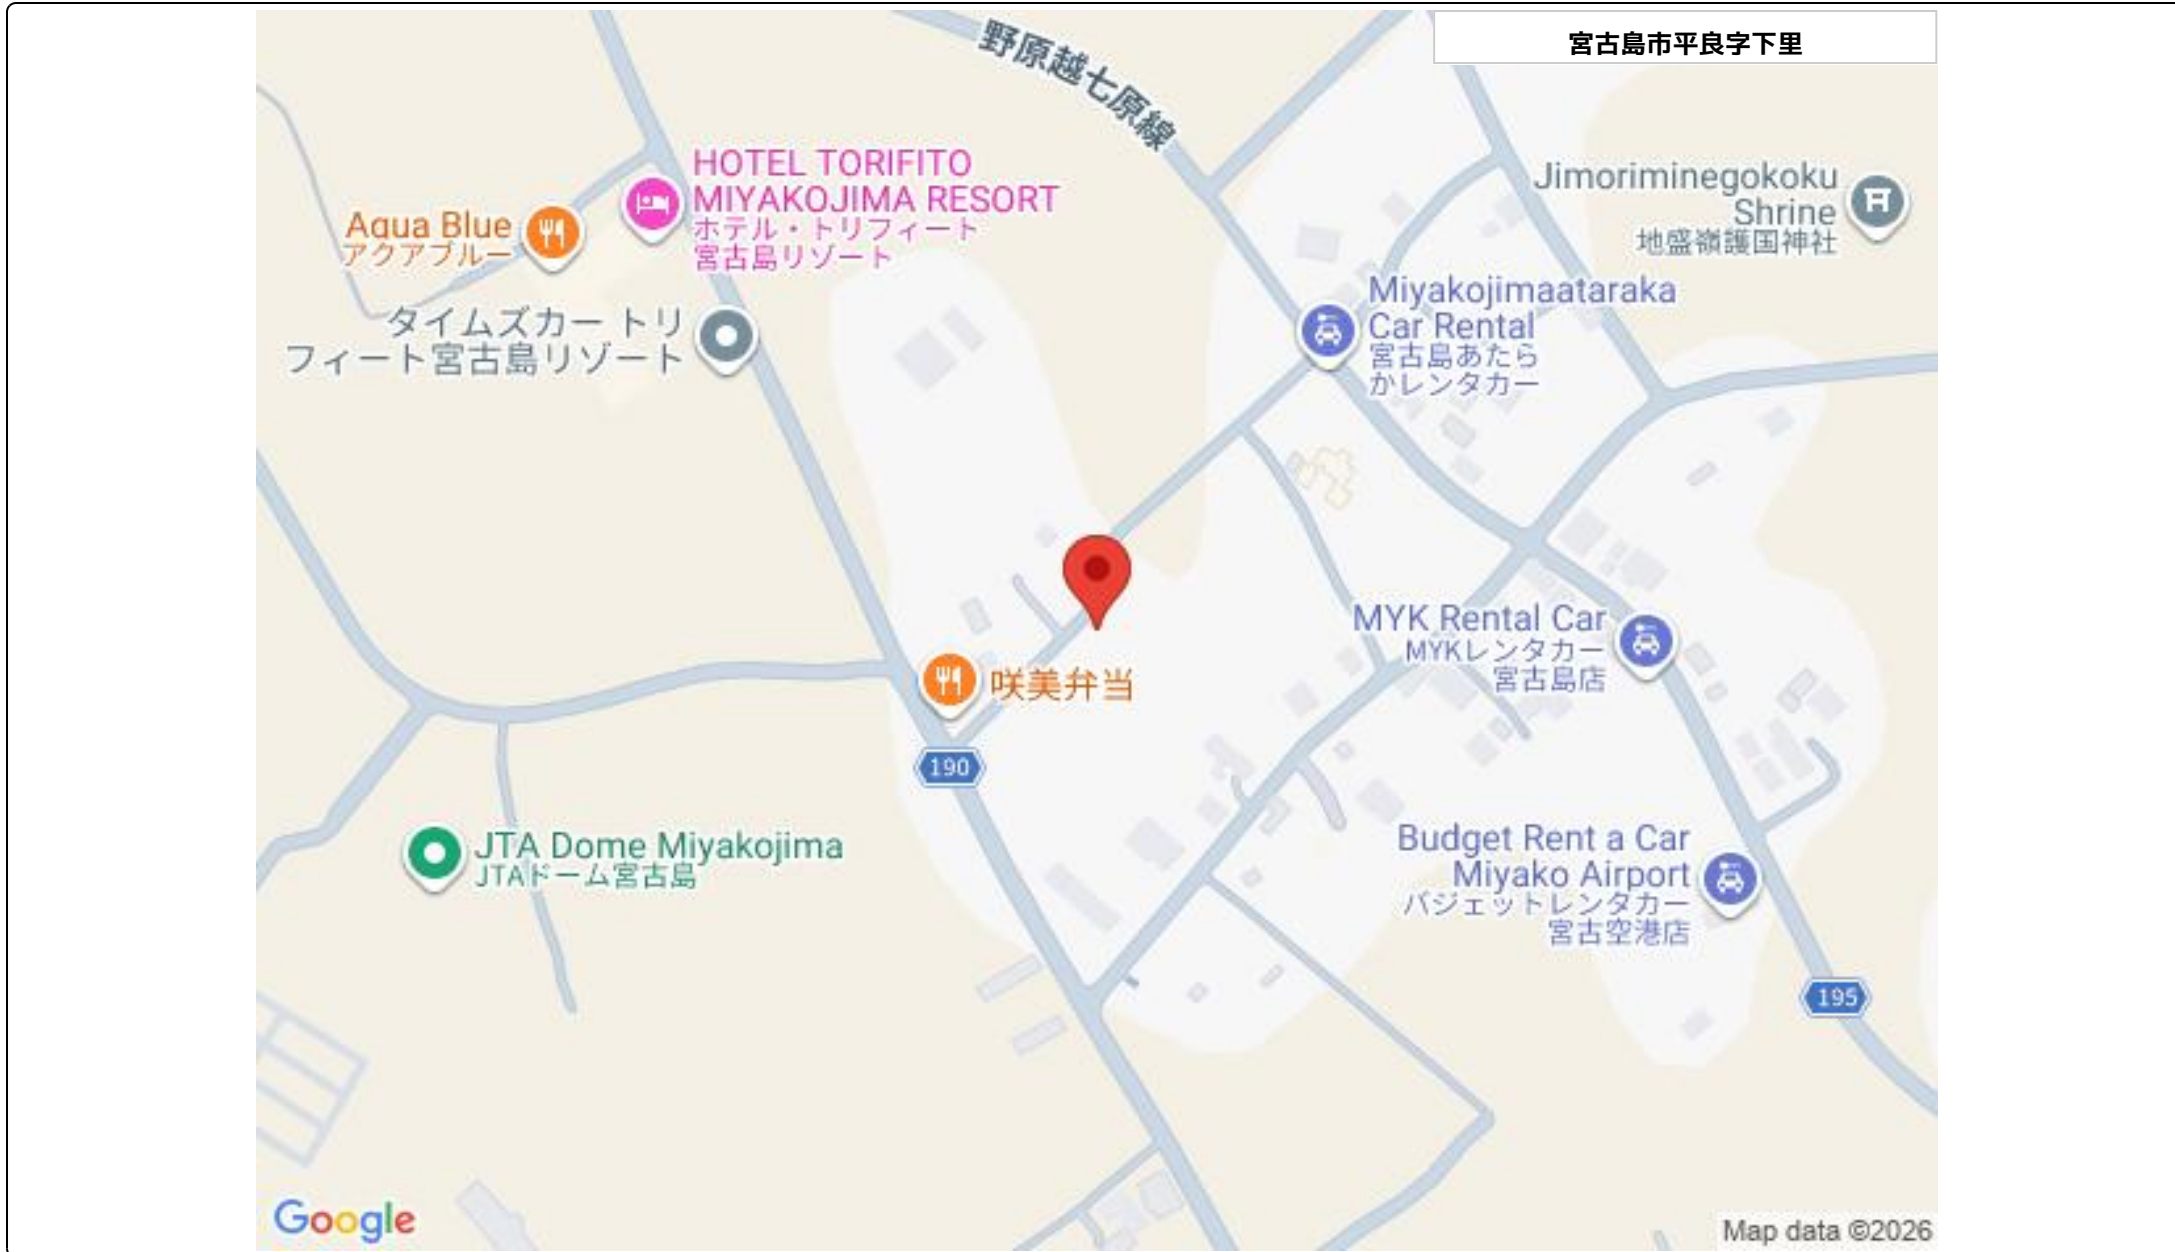 宮古島市平良字下里
野原越七原線
HOTEL TORIFITO
MIYAKOJIMA RESORT
ホテル・トリフィート
宮古島リゾート
Aqua Blue
アクアブルー
タイムズカー トリ
フィート宮古島リゾート
Jimoriminegokoku
Shrine
地盛嶺護国神社
Miyakojimaataraka
Car Rental
宮古島あたら
かレンタカー
MYK Rental Car
MYKレンタカー
宮古島店
咲美弁当
190
JTA Dome Miyakojima
JTAドーム宮古島
Budget Rent a Car
Miyako Airport
バジェットレンタカー
宮古空港店
195
Google
Map data ©2026